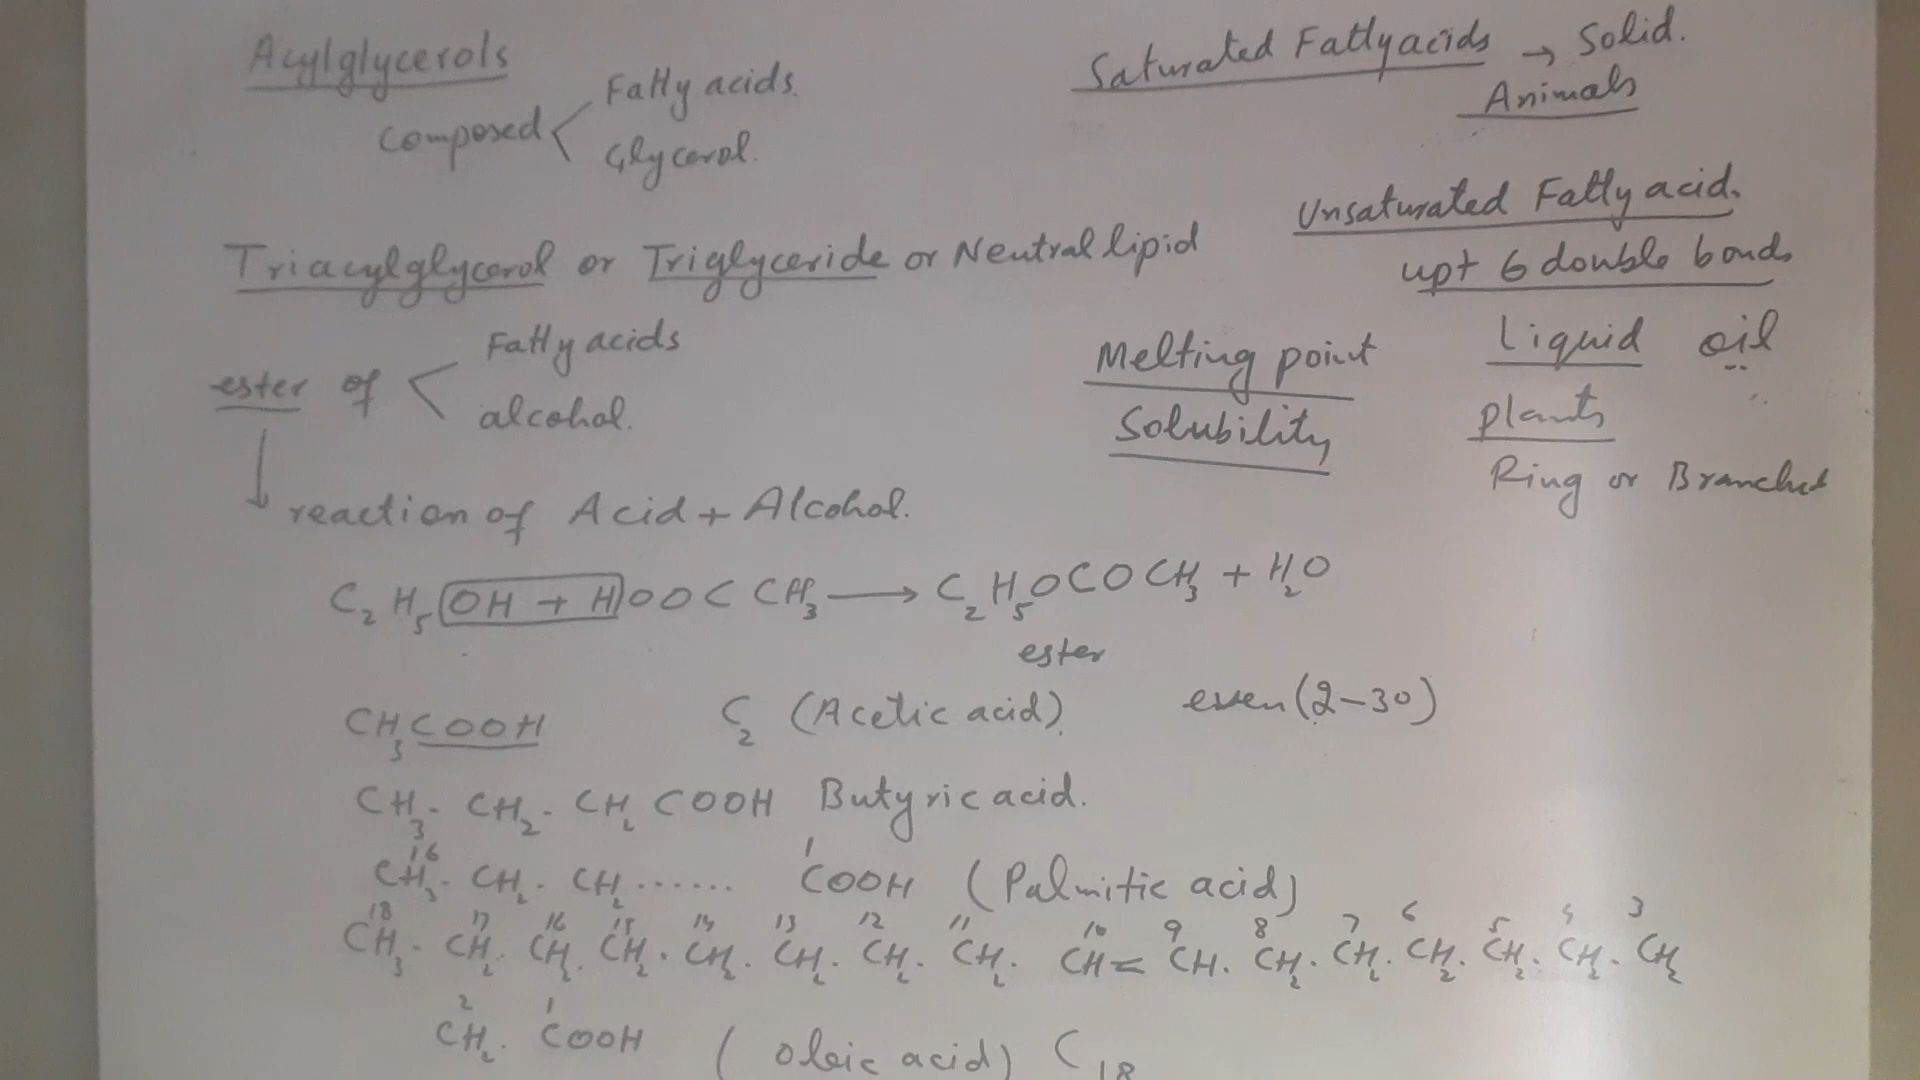 Acylglycerols
composed < Fatty acids.
Glycerol.
Triacylglycerol or Triglyceride or Neutral lipid
ester of < Fatty acids
alcohol.
↓ reaction of Acid + Alcohol.
C₂H₅OH + HOOCCH₃ → C₂H₅OCOCH₃ + H₂O
ester
CH₃COOH C₂ (Acetic acid). even (2-30)
CH₃. CH₂. CH₂ COOH Butyric acid.
16 1
CH₃. CH₂. CH₂...... COOH (Palmitic acid)
18 17 16 15 14 13 12 11 10 9 8 7 6 5 4 3
CH₃. CH₂. CH₂. CH₂. CH₂. CH₂. CH₂. CH₂. CH= CH. CH₂. CH₂. CH₂. CH₂. CH₂. CH₂
2 1
CH₂. COOH (Oleic acid) C₁₈
Saturated Fatty acids → Solid.
Animals
Unsaturated Fatty acid.
upt 6 double bonds
Liquid oil
plants
Ring or Branched
Melting point
Solubility